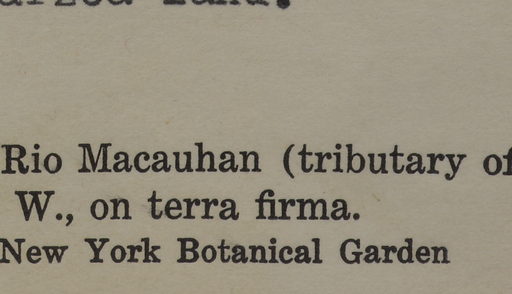 Rio Macauhan (tributary of
W., on terra firma.
New York Botanical Garden